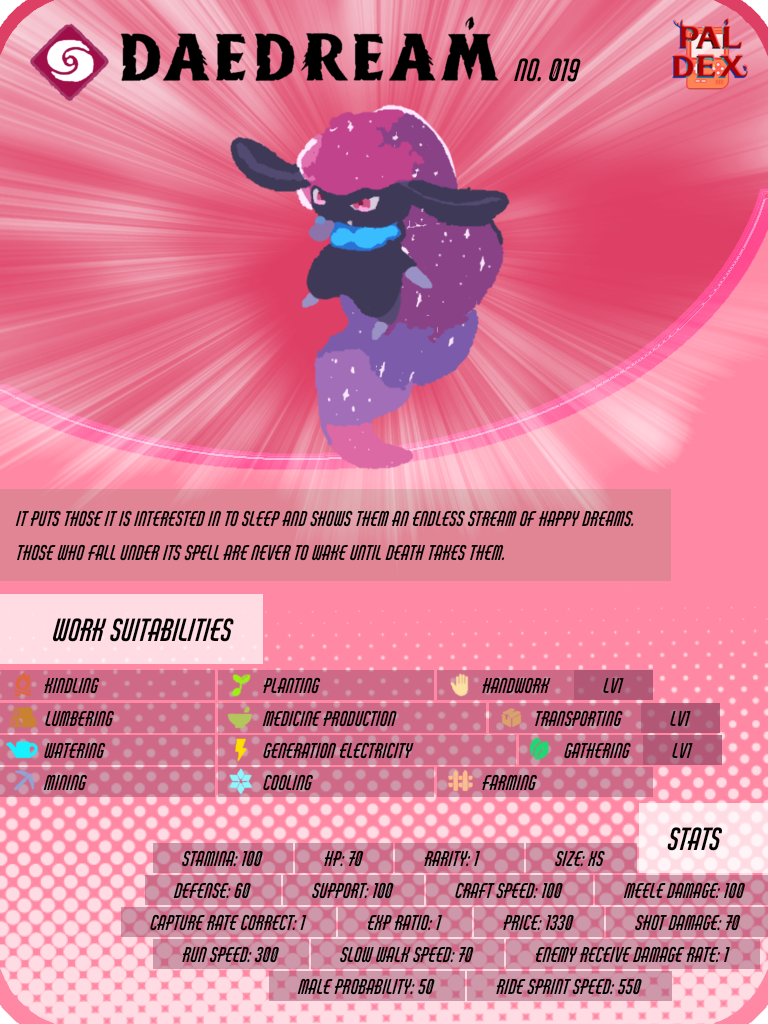 DAEDREAM NO. 019
PAL
DEX
IT PUTS THOSE IT IS INTERESTED IN TO SLEEP AND SHOWS THEM AN ENDLESS STREAM OF HAPPY DREAMS.
THOSE WHO FALL UNDER ITS SPELL ARE NEVER TO WAKE UNTIL DEATH TAKES THEM.
WORK SUITABILITIES
KINDLING PLANTING HANDWORK LV1
LUMBERING MEDICINE PRODUCTION TRANSPORTING LV1
WATERING GENERATION ELECTRICITY GATHERING LV1
MINING COOLING FARMING
STATS
STAMINA: 100 HP: 70 RARITY: 1 SIZE: XS
DEFENSE: 60 SUPPORT: 100 CRAFT SPEED: 100 MEELE DAMAGE: 100
CAPTURE RATE CORRECT: 1 EXP RATIO: 1 PRICE: 1330 SHOT DAMAGE: 70
RUN SPEED: 300 SLOW WALK SPEED: 70 ENEMY RECEIVE DAMAGE RATE: 1
MALE PROBABILITY: 50 RIDE SPRINT SPEED: 550